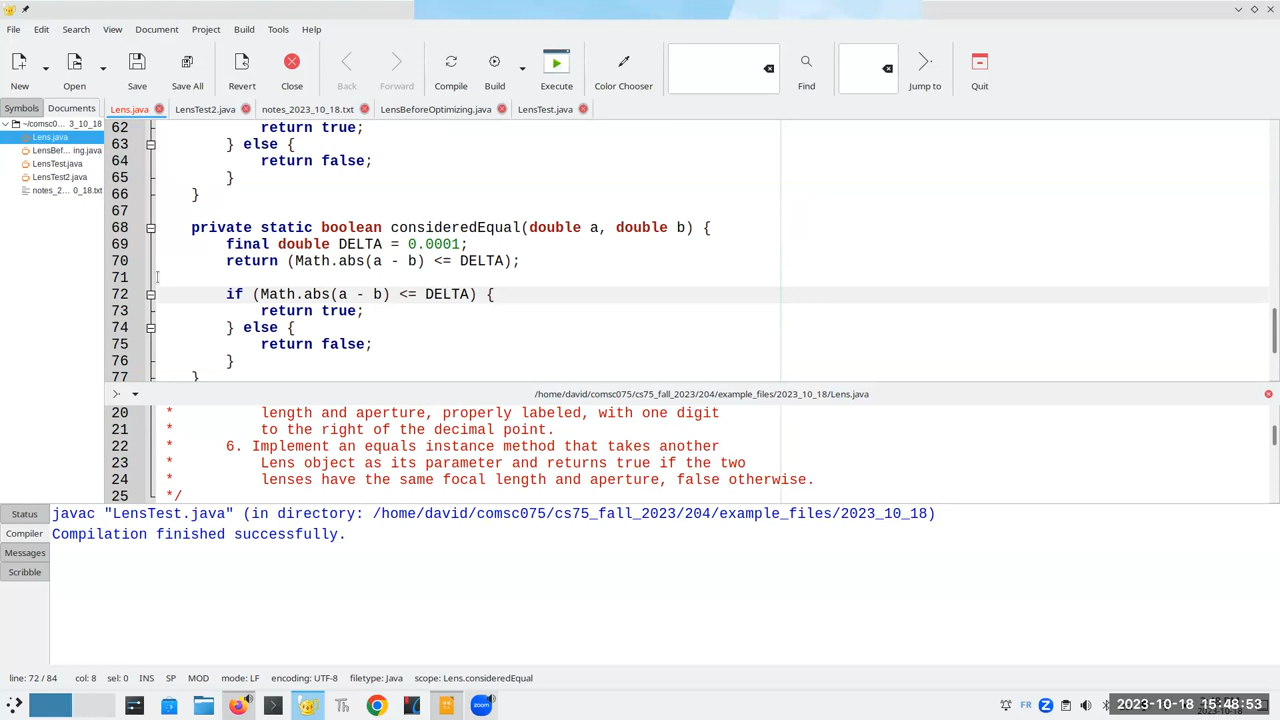 File Edit Search View Document Project Build Tools Help
New Open Save Save All Revert Close Back Forward Compile Build Execute Color Chooser Find Jump to Quit
Symbols Documents Lens.java LensTest2.java notes_2023_10_18.txt LensBeforeOptimizing.java LensTest.java
~/comsc0... 3_10_18
Lens.java
LensBef... ing.java
LensTest.java
LensTest2.java
notes_2... 0_18.txt
62 return true;
63 } else {
64 return false;
65 }
66 }
67
68 private static boolean consideredEqual(double a, double b) {
69 final double DELTA = 0.0001;
70 return (Math.abs(a - b) <= DELTA);
71
72 if (Math.abs(a - b) <= DELTA) {
73 return true;
74 } else {
75 return false;
76 }
77 }
/home/david/comsc075/cs75_fall_2023/204/example_files/2023_10_18/Lens.java
20 * length and aperture, properly labeled, with one digit
21 * to the right of the decimal point.
22 * 6. Implement an equals instance method that takes another
23 * Lens object as its parameter and returns true if the two
24 * lenses have the same focal length and aperture, false otherwise.
25 */
Status
Compiler
Messages
Scribble
javac "LensTest.java" (in directory: /home/david/comsc075/cs75_fall_2023/204/example_files/2023_10_18)
Compilation finished successfully.
line: 72 / 84 col: 8 sel: 0 INS SP MOD mode: LF encoding: UTF-8 filetype: Java scope: Lens.consideredEqual
zoom FR Z 2023-10-18 15:48:53